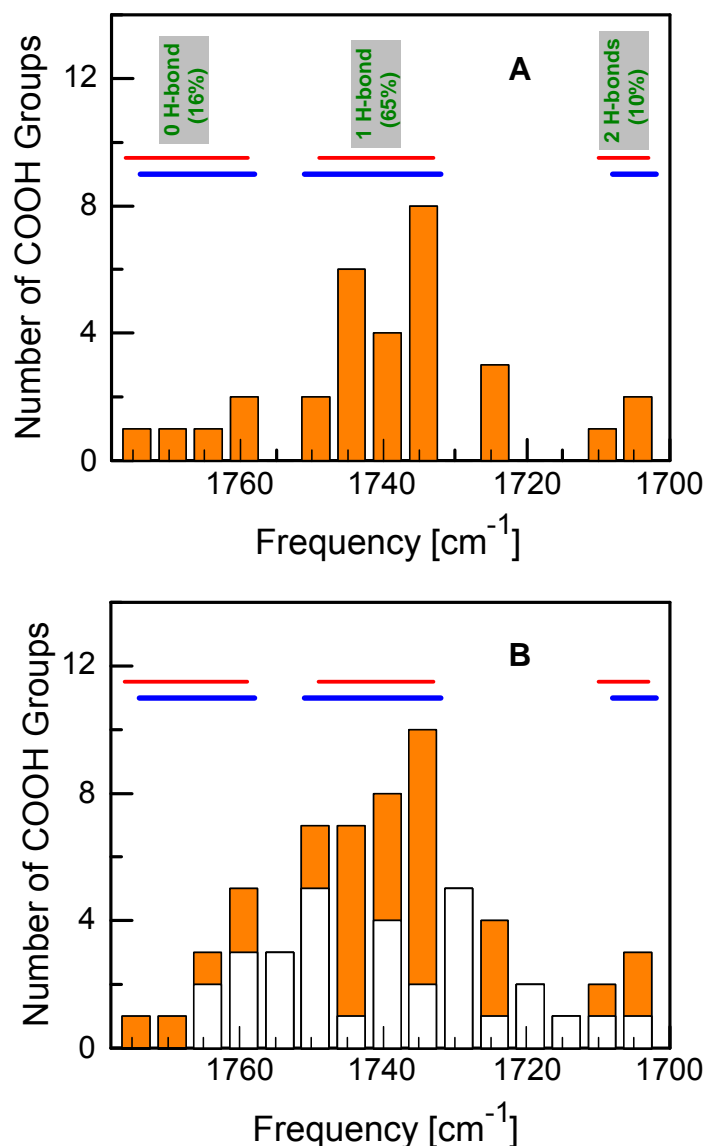 0 H-bond
(16%)
1 H-bond
(65%)
2 H-bonds
(10%)
A
12
8
4
0
Number of COOH Groups
1760
1740
1720
1700
Frequency [cm⁻¹]
B
12
8
4
0
Number of COOH Groups
1760
1740
1720
1700
Frequency [cm⁻¹]